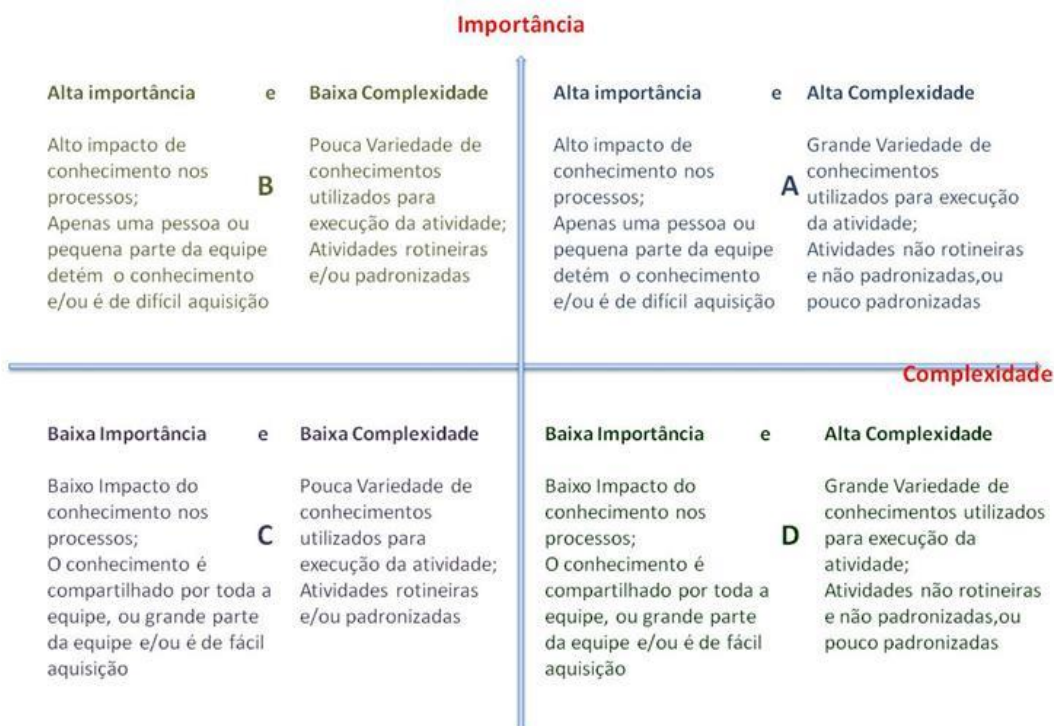 Importância
Alta importância e Baixa Complexidade
Alto impacto de
conhecimento nos
processos;
Apenas uma pessoa ou
pequena parte da equipe
detém o conhecimento
e/ou é de difícil aquisição
B
Pouca Variedade de
conhecimentos
utilizados para
execução da atividade;
Atividades rotineiras
e/ou padronizadas
Alta importância e Alta Complexidade
Alto impacto de
conhecimento nos
processos;
Apenas uma pessoa ou
pequena parte da equipe
detém o conhecimento
e/ou é de difícil aquisição
A
Grande Variedade de
conhecimentos
utilizados para execução
da atividade;
Atividades não rotineiras
e não padronizadas,ou
pouco padronizadas
Complexidade
Baixa Importância e Baixa Complexidade
Baixo Impacto do
conhecimento nos
processos;
O conhecimento é
compartilhado por toda a
equipe, ou grande parte
da equipe e/ou é de fácil
aquisição
C
Pouca Variedade de
conhecimentos
utilizados para
execução da atividade;
Atividades rotineiras
e/ou padronizadas
Baixa Importância e Alta Complexidade
Baixo Impacto do
conhecimento nos
processos;
O conhecimento é
compartilhado por toda a
equipe, ou grande parte
da equipe e/ou é de fácil
aquisição
D
Grande Variedade de
conhecimentos utilizados
para execução da
atividade;
Atividades não rotineiras
e não padronizadas,ou
pouco padronizadas